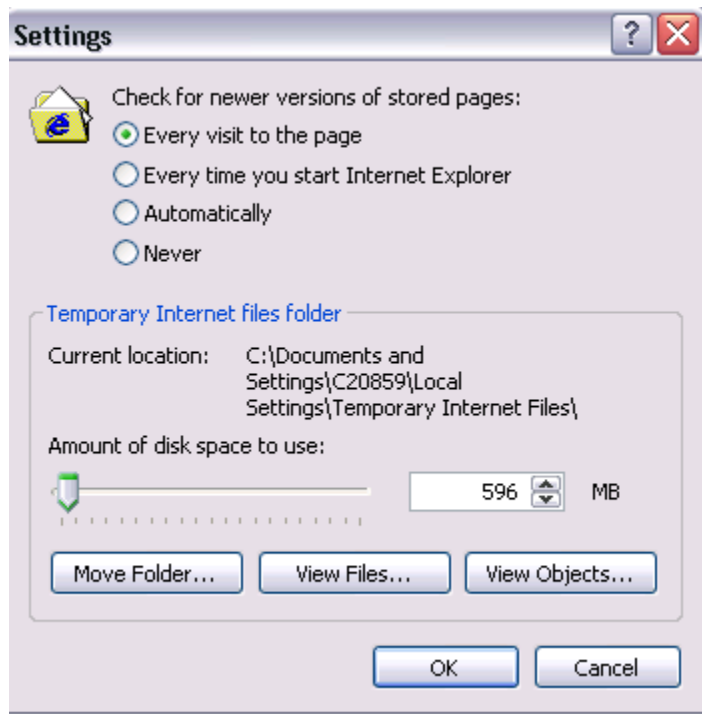 Settings
Check for newer versions of stored pages:
Every visit to the page
Every time you start Internet Explorer
Automatically
Never
Temporary Internet files folder
Current location: C:\Documents and
Settings\C20859\Local
Settings\Temporary Internet Files\
Amount of disk space to use:
596 MB
Move Folder... View Files... View Objects...
OK Cancel